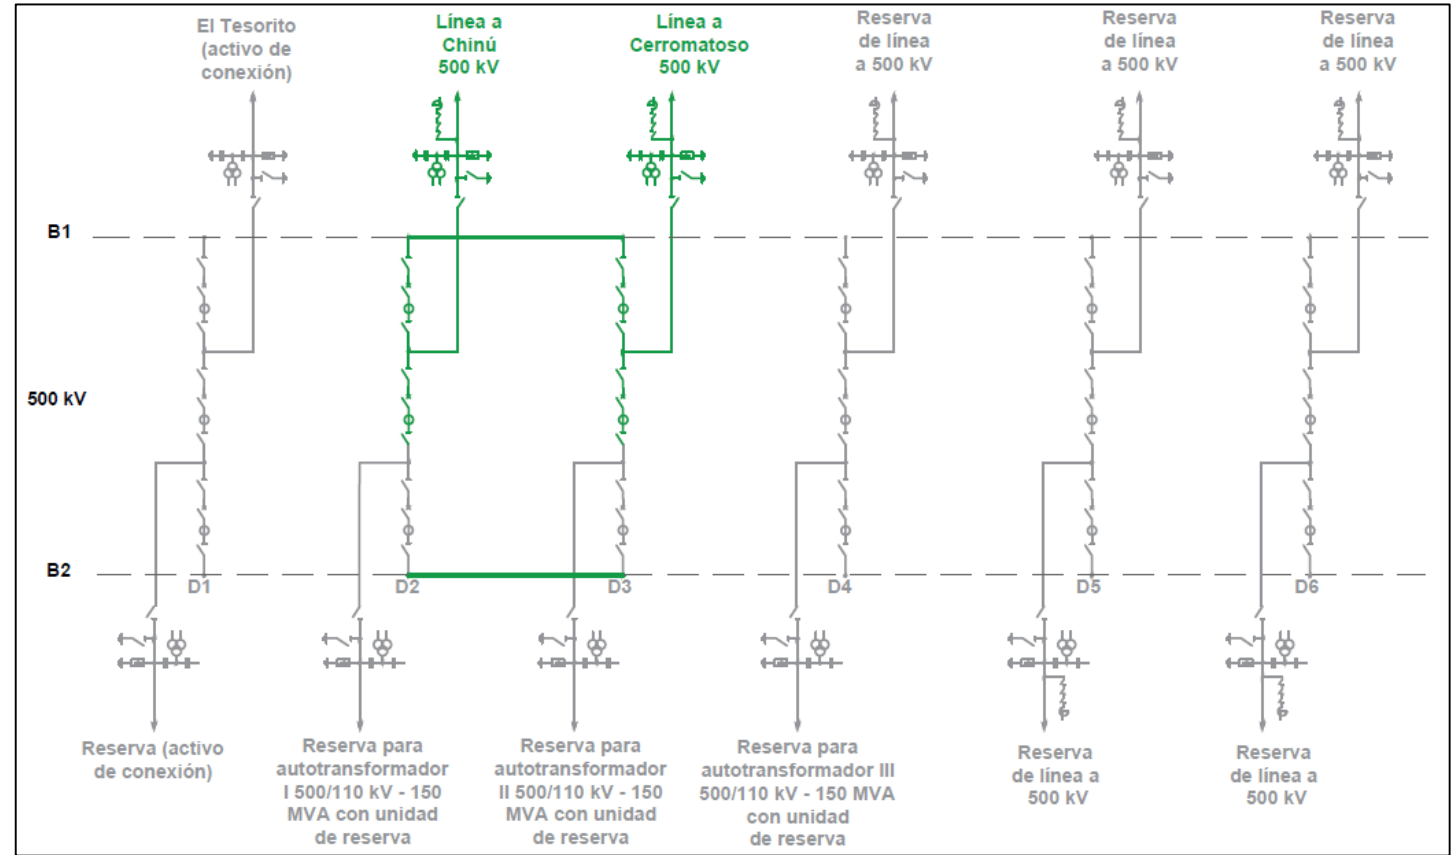 El Tesorito
(activo de
conexión)
Línea a
Chinú
500 kV
Línea a
Cerromatoso
500 kV
Reserva
de línea
a 500 kV
Reserva
de línea
a 500 kV
Reserva
de línea
a 500 kV
B1
500 kV
B2
D1
D2
D3
D4
D5
D6
Reserva (activo
de conexión)
Reserva para
autotransformador
I 500/110 kV - 150
MVA con unidad
de reserva
Reserva para
autotransformador
II 500/110 kV - 150
MVA con unidad
de reserva
Reserva para
autotransformador III
500/110 kV - 150 MVA
con unidad
de reserva
Reserva
de línea a
500 kV
Reserva
de línea a
500 kV